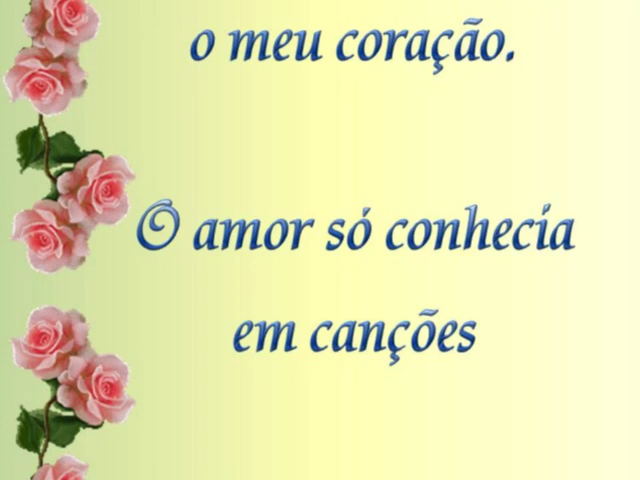 o meu coração.
O amor só conhecia
em canções